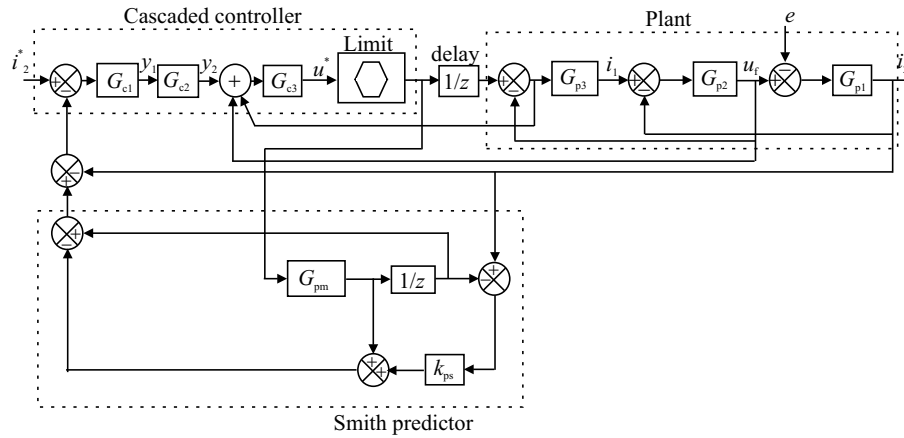 Cascaded controller
Plant
i*2
Gc1
y1
Gc2
y2
+
Gc3
u*
Limit
delay
1/z
Gp3
i1
Gp2
uf
e
Gp1
Gpm
1/z
kps
Smith predictor